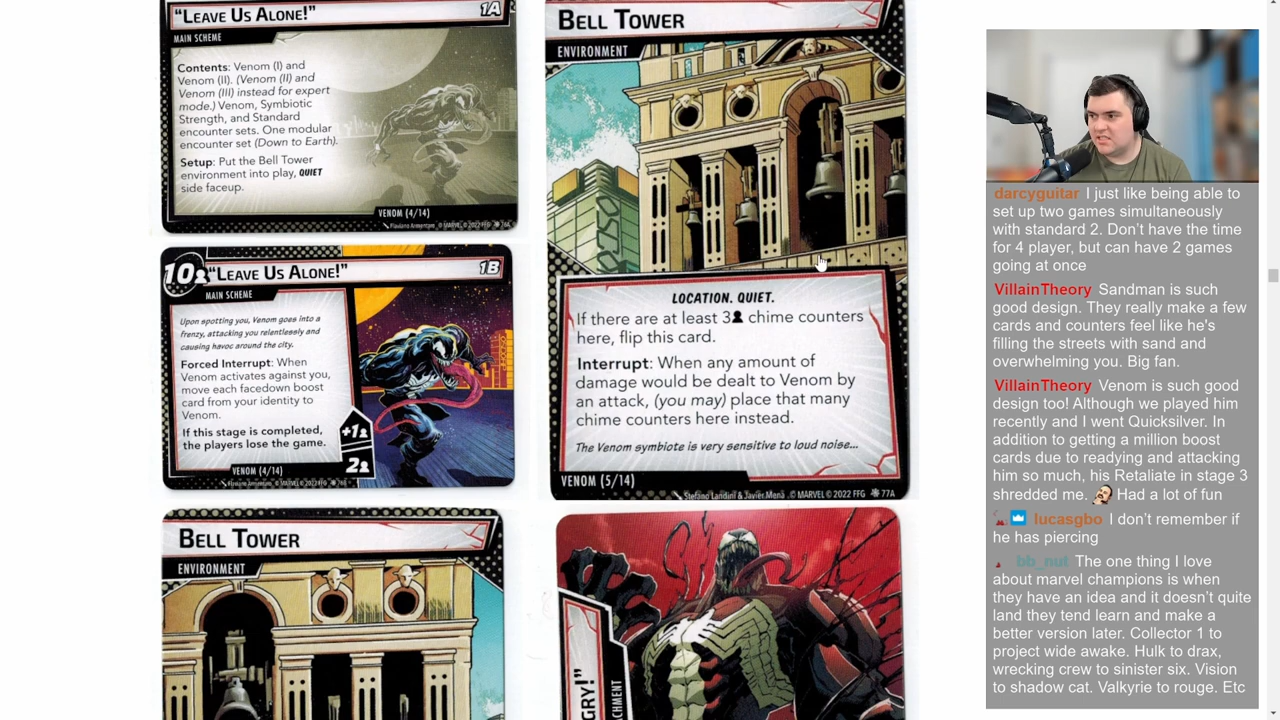 "LEAVE US ALONE!"
1A
MAIN SCHEME
Contents: Venom (I) and
Venom (II). (Venom (II) and
Venom (III) instead for expert
mode.) Venom, Symbiotic
Strength, and Standard
encounter sets. One modular
encounter set (Down to Earth).
Setup: Put the Bell Tower
environment into play, QUIET
side faceup.
VENOM (4/14)
10
"LEAVE US ALONE!"
1B
MAIN SCHEME
Upon spotting you, Venom goes into a
frenzy, attacking you relentlessly and
causing havoc around the city.
Forced Interrupt: When
Venom activates against you,
move each facedown boost
card from your identity to
Venom.
If this stage is completed,
the players lose the game.
+1
2
VENOM (4/14)
BELL TOWER
ENVIRONMENT
LOCATION. QUIET.
If there are at least 3 chime counters
here, flip this card.
Interrupt: When any amount of
damage would be dealt to Venom by
an attack, (you may) place that many
chime counters here instead.
The Venom symbiote is very sensitive to loud noise...
VENOM (5/14)
Stefano Landini & Javier Mena © MARVEL © 2022 FFG 77A
BELL TOWER
ENVIRONMENT
darcyguitar I just like being able to
set up two games simultaneously
with standard 2. Don't have the time
for 4 player, but can have 2 games
going at once
VillainTheory Sandman is such
good design. They really make a few
cards and counters feel like he's
filling the streets with sand and
overwhelming you. Big fan.
VillainTheory Venom is such good
design too! Although we played him
recently and I went Quicksilver. In
addition to getting a million boost
cards due to readying and attacking
him so much, his Retaliate in stage 3
shredded me. Had a lot of fun
lucasgbo I don't remember if
he has piercing
bb_nut The one thing I love
about marvel champions is when
they have an idea and it doesn't quite
land they tend learn and make a
better version later. Collector 1 to
project wide awake. Hulk to drax,
wrecking crew to sinister six. Vision
to shadow cat. Valkyrie to rouge. Etc